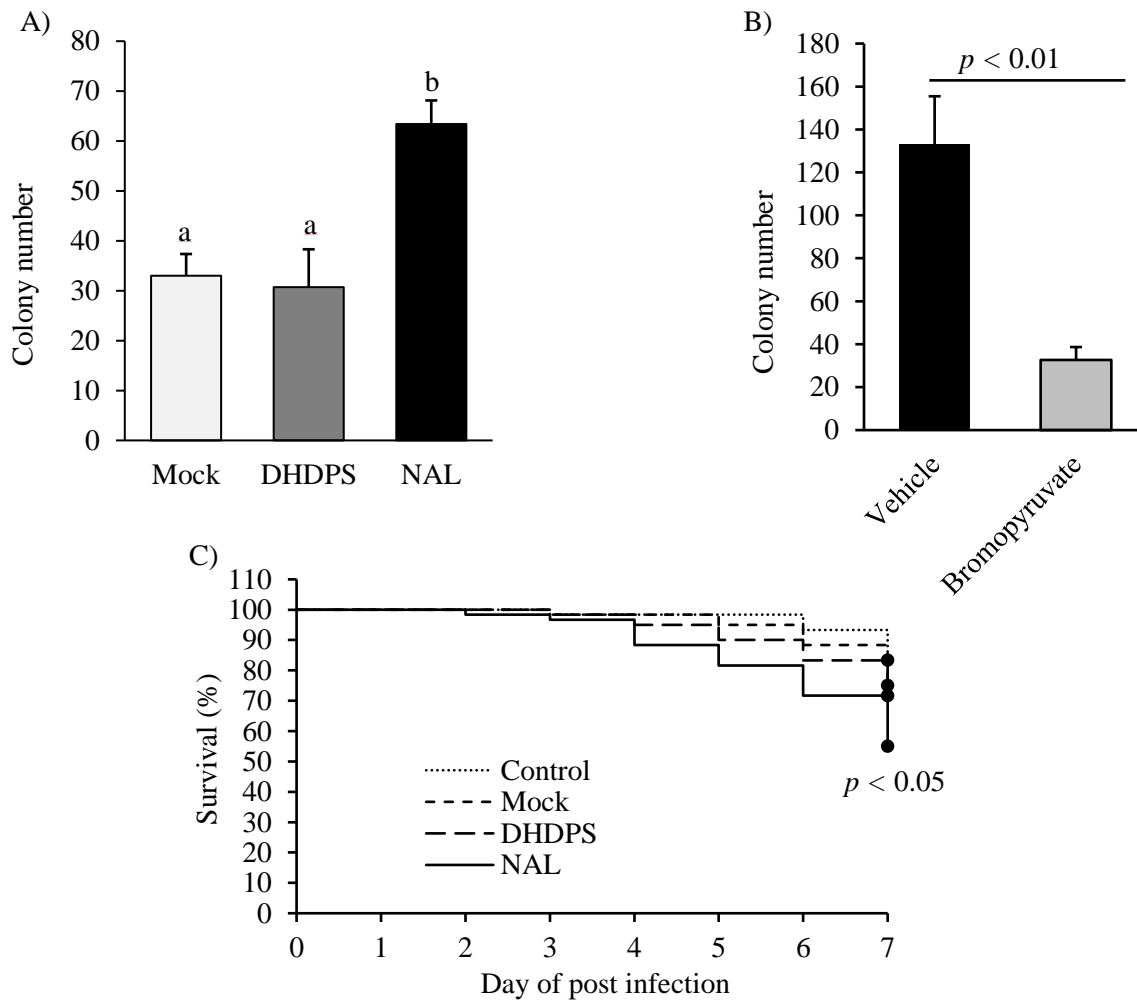 A)
80
70
60
50
40
30
20
10
0
Colony number
a
a
b
Mock DHDPS NAL
B)
180
160
140
120
100
80
60
40
20
0
Colony number
p < 0.01
Vehicle
Bromopyruvate
C)
110
100
90
80
70
60
50
40
30
20
10
0
Survival (%)
Control
Mock
DHDPS
NAL
p < 0.05
0 1 2 3 4 5 6 7
Day of post infection